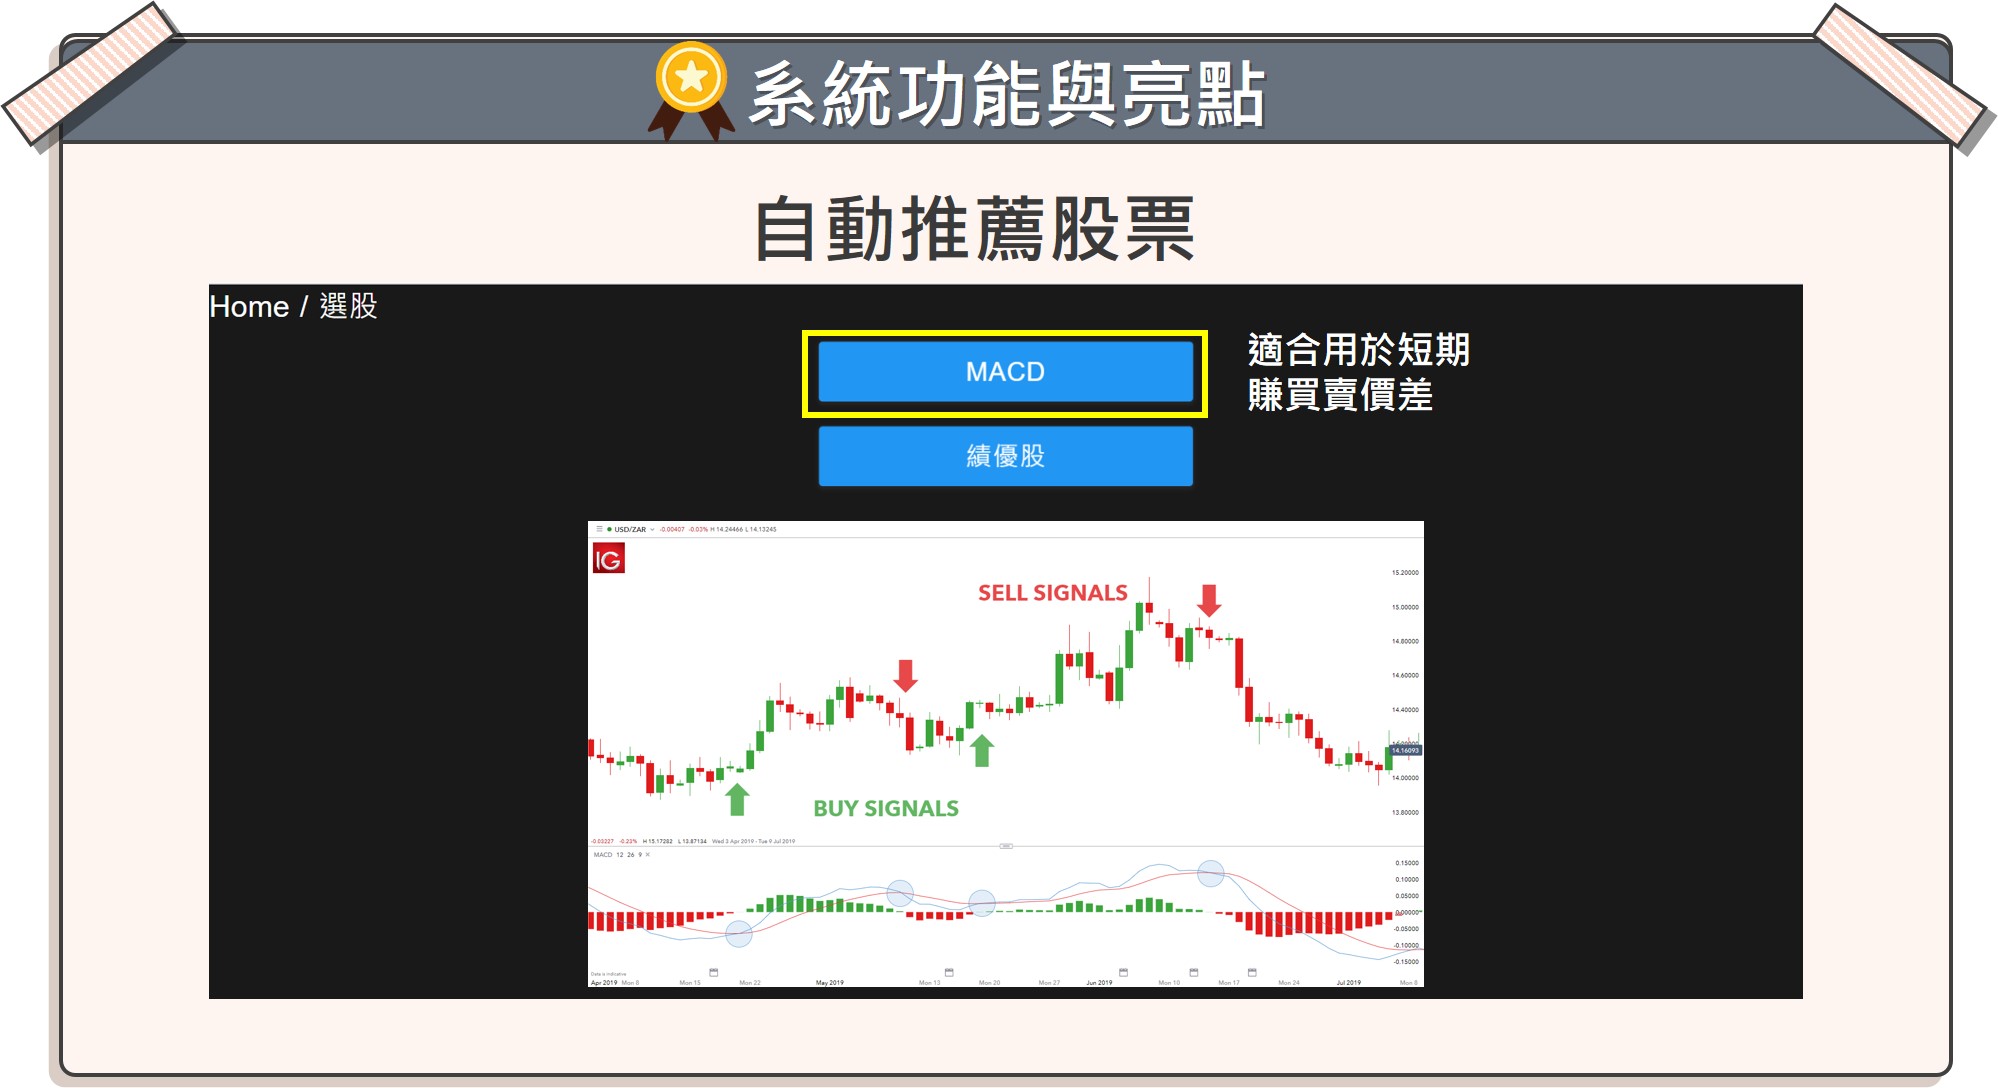 系統功能與亮點
自動推薦股票
Home / 選股
MACD
適合用於短期
賺買賣價差
績優股
USD/ZAR -0.00407 -0.03% H 14.24466 L 14.13245
IG
SELL SIGNALS
BUY SIGNALS
15.20000
15.00000
14.80000
14.60000
14.40000
14.16093
14.00000
13.80000
-0.03227 -0.23% H 15.17282 L 13.87134 Wed 3 Apr 2019 - Tue 9 Jul 2019
MACD 12 26 9 ×
0.15000
0.10000
0.05000
0.00000
-0.05000
-0.10000
-0.15000
Data is indicative
Apr 2019 Mon 8 Mon 15 Mon 22 May 2019 Mon 13 Mon 20 Mon 27 Jun 2019 Mon 10 Mon 17 Mon 24 Jul 2019 Mon 8